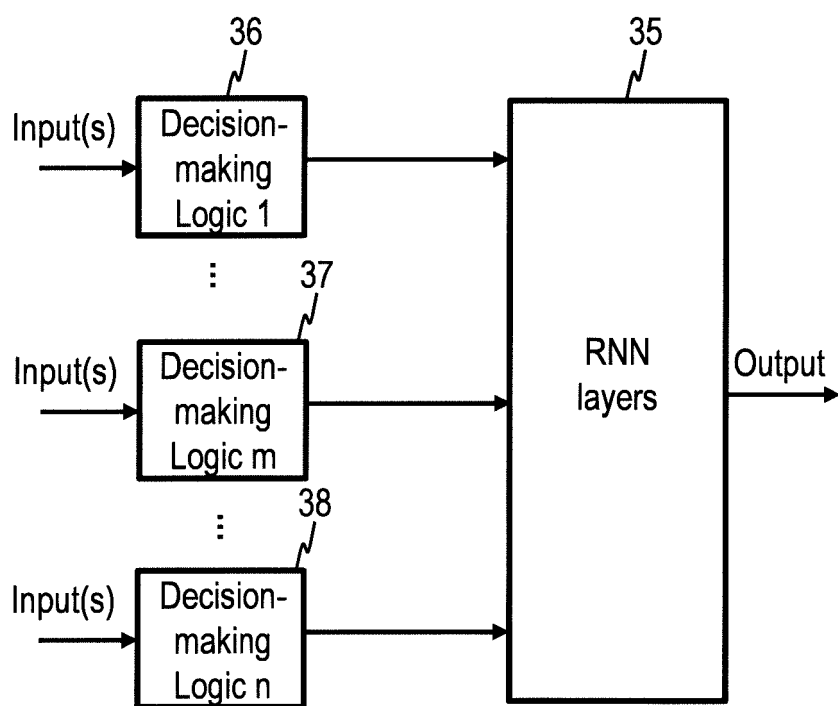 36
35
Input(s)
Decision-
making
Logic 1
...
37
Input(s)
Decision-
making
Logic m
RNN
layers
Output
...
38
Input(s)
Decision-
making
Logic n